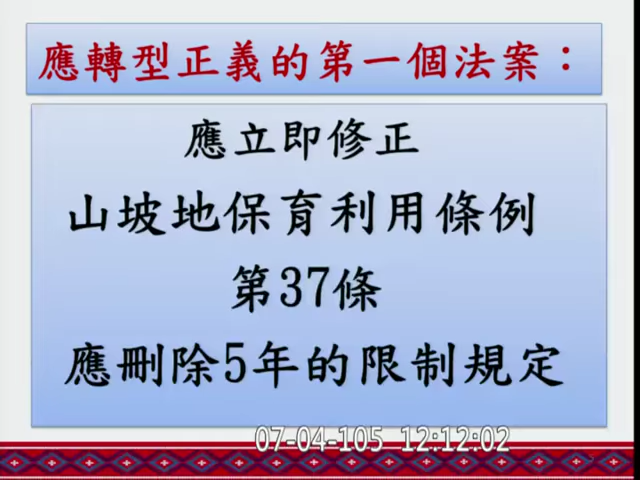 應轉型正義的第一個法案：
應立即修正
山坡地保育利用條例
第37條
應刪除5年的限制規定
07-04-105 12:12:02